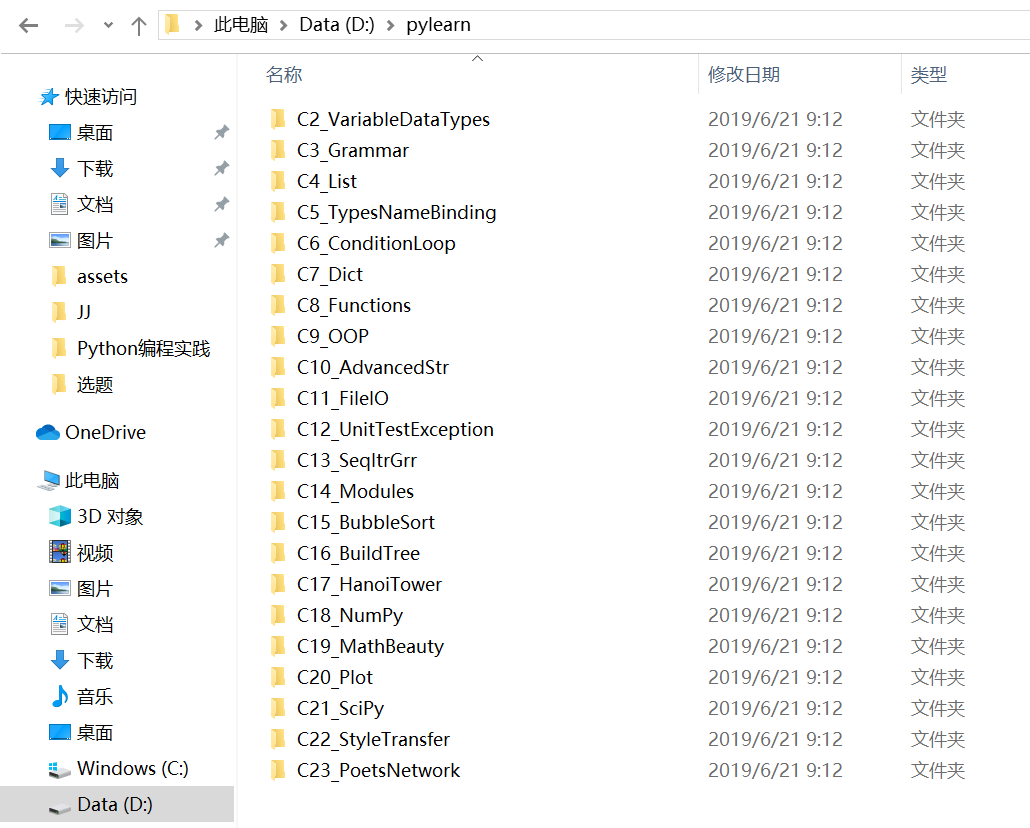 此电脑 > Data (D:) > pylearn
名称 修改日期 类型
快速访问
桌面
下载
文档
图片
assets
JJ
Python编程实践
选题
OneDrive
此电脑
3D 对象
视频
图片
文档
下载
音乐
桌面
Windows (C:)
Data (D:)
C2_VariableDataTypes 2019/6/21 9:12 文件夹
C3_Grammar 2019/6/21 9:12 文件夹
C4_List 2019/6/21 9:12 文件夹
C5_TypesNameBinding 2019/6/21 9:12 文件夹
C6_ConditionLoop 2019/6/21 9:12 文件夹
C7_Dict 2019/6/21 9:12 文件夹
C8_Functions 2019/6/21 9:12 文件夹
C9_OOP 2019/6/21 9:12 文件夹
C10_AdvancedStr 2019/6/21 9:12 文件夹
C11_FileIO 2019/6/21 9:12 文件夹
C12_UnitTestException 2019/6/21 9:12 文件夹
C13_SeqItrGrr 2019/6/21 9:12 文件夹
C14_Modules 2019/6/21 9:12 文件夹
C15_BubbleSort 2019/6/21 9:12 文件夹
C16_BuildTree 2019/6/21 9:12 文件夹
C17_HanoiTower 2019/6/21 9:12 文件夹
C18_NumPy 2019/6/21 9:12 文件夹
C19_MathBeauty 2019/6/21 9:12 文件夹
C20_Plot 2019/6/21 9:12 文件夹
C21_SciPy 2019/6/21 9:12 文件夹
C22_StyleTransfer 2019/6/21 9:12 文件夹
C23_PoetsNetwork 2019/6/21 9:12 文件夹